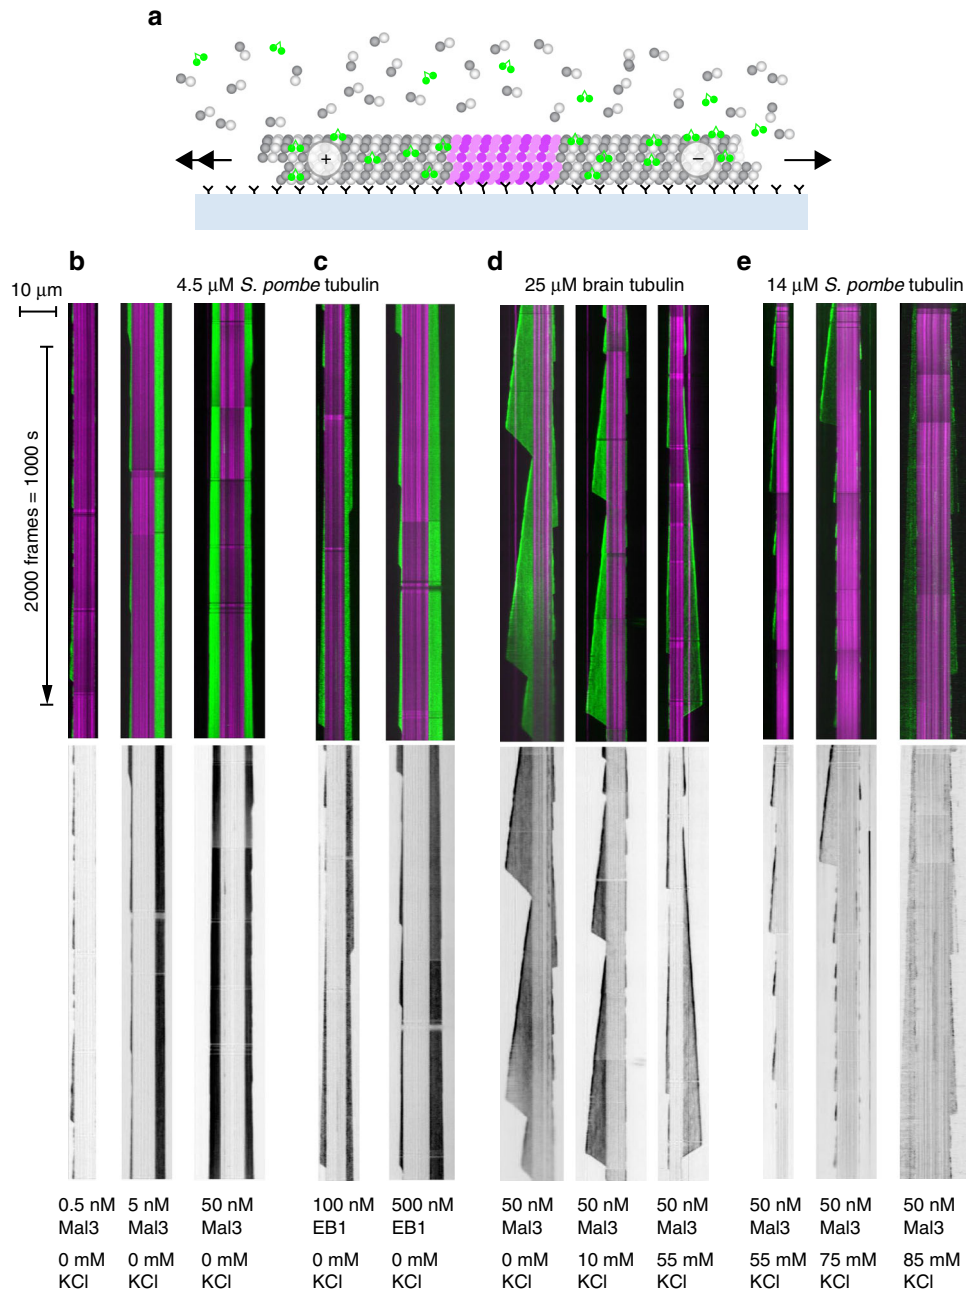 a
+
−
b
c
d
e
10 μm
4.5 μM S. pombe tubulin
25 μM brain tubulin
14 μM S. pombe tubulin
2000 frames = 1000 s
0.5 nM 5 nM 50 nM 100 nM 500 nM 50 nM 50 nM 50 nM 50 nM 50 nM 50 nM
Mal3 Mal3 Mal3 EB1 EB1 Mal3 Mal3 Mal3 Mal3 Mal3 Mal3
0 mM 0 mM 0 mM 0 mM 0 mM 0 mM 10 mM 55 mM 55 mM 75 mM 85 mM
KCl KCl KCl KCl KCl KCl KCl KCl KCl KCl KCl